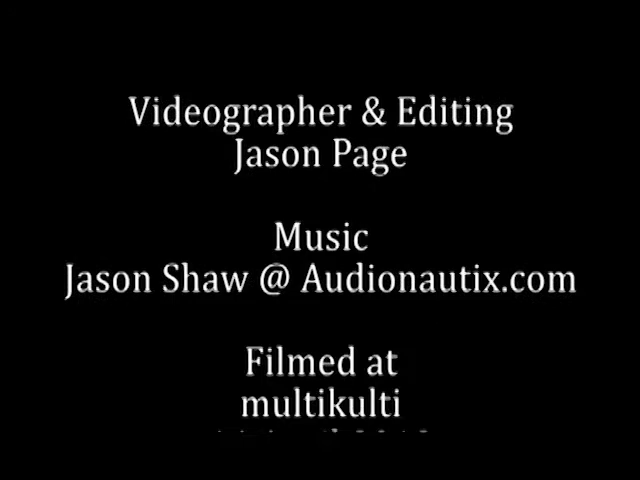 Videographer & Editing
Jason Page
Music
Jason Shaw @ Audionautix.com
Filmed at
multikulti